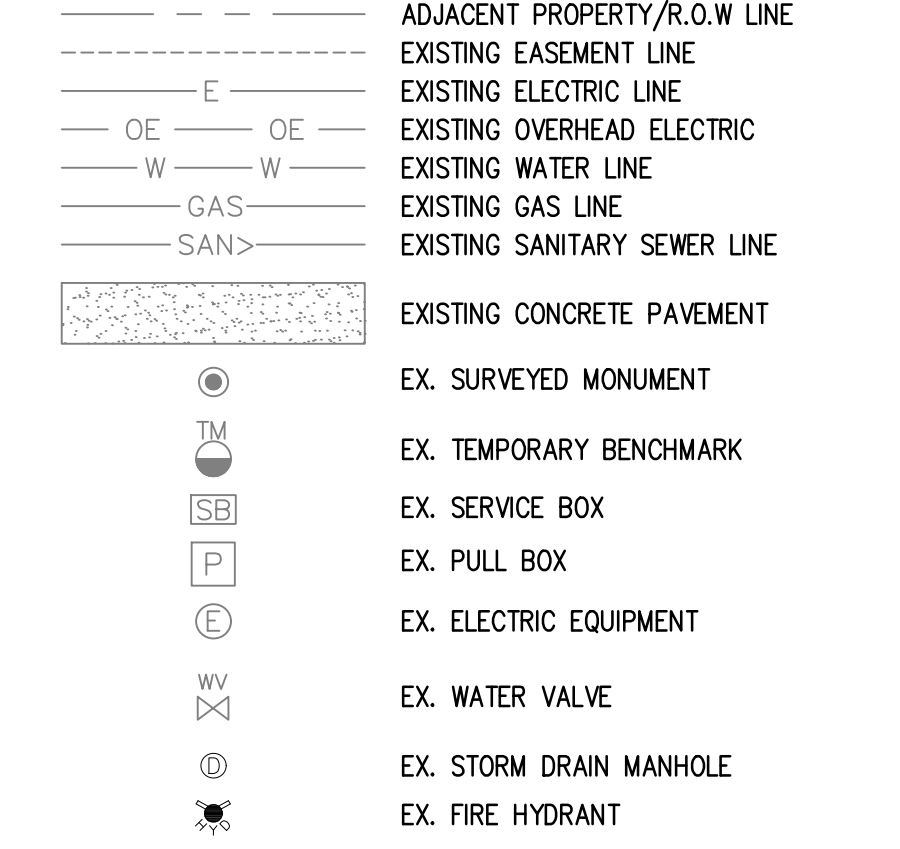 ADJACENT PROPERTY/R.O.W LINE
EXISTING EASEMENT LINE
E EXISTING ELECTRIC LINE
OE OE EXISTING OVERHEAD ELECTRIC
W W EXISTING WATER LINE
GAS EXISTING GAS LINE
SAN> EXISTING SANITARY SEWER LINE
EXISTING CONCRETE PAVEMENT
EX. SURVEYED MONUMENT
TM
EX. TEMPORARY BENCHMARK
SB EX. SERVICE BOX
P EX. PULL BOX
E EX. ELECTRIC EQUIPMENT
WV
EX. WATER VALVE
D EX. STORM DRAIN MANHOLE
EX. FIRE HYDRANT
HYD